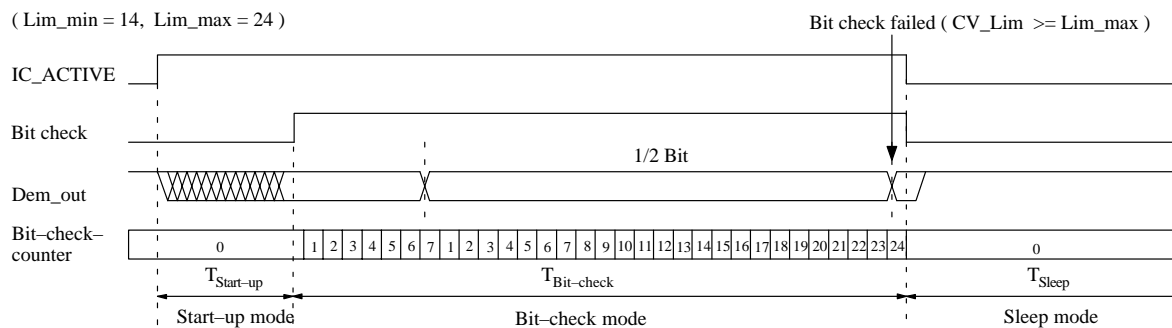 ( Lim_min = 14, Lim_max = 24 )
Bit check failed ( CV_Lim >= Lim_max )
IC_ACTIVE
Bit check
1/2 Bit
Dem_out
Bit–check–
counter
0 1 2 3 4 5 6 7 1 2 3 4 5 6 7 8 9 10 11 12 13 14 15 16 17 18 19 20 21 22 23 24 0
TStart–up TBit–check TSleep
Start–up mode Bit–check mode Sleep mode